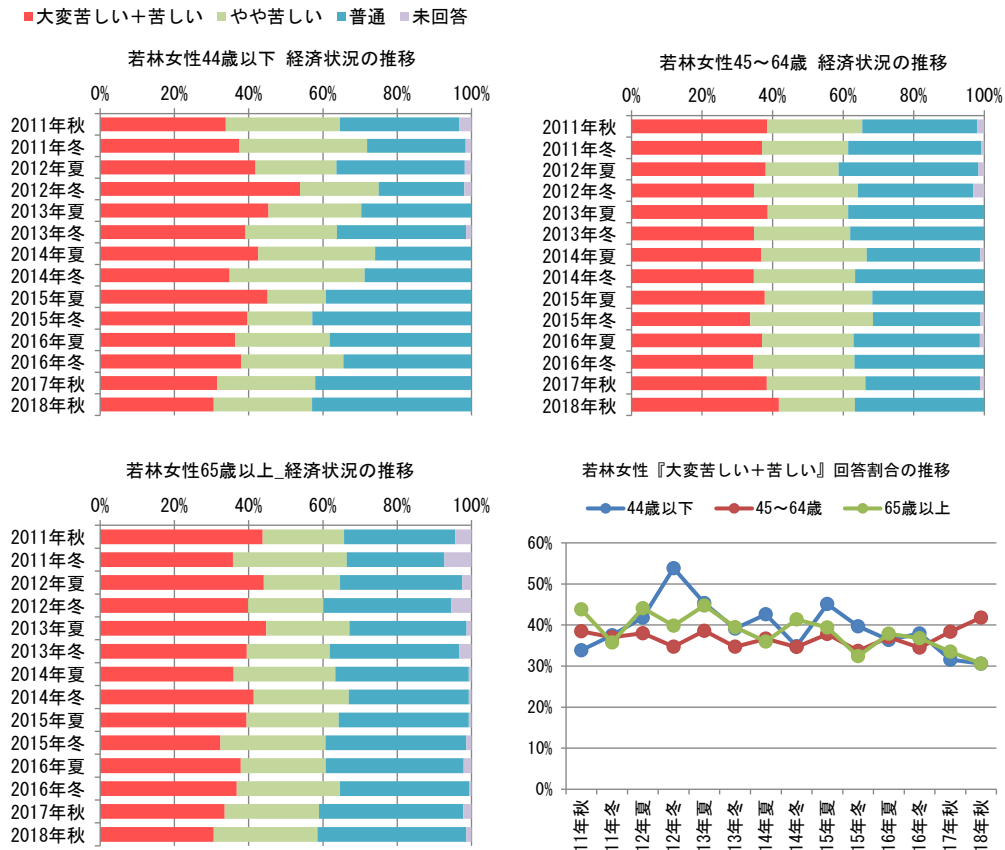 大変苦しい＋苦しい やや苦しい 普通 未回答
若林女性44歳以下 経済状況の推移
0% 20% 40% 60% 80% 100%
2011年秋
2011年冬
2012年夏
2012年冬
2013年夏
2013年冬
2014年夏
2014年冬
2015年夏
2015年冬
2016年夏
2016年冬
2017年秋
2018年秋
若林女性45～64歳 経済状況の推移
0% 20% 40% 60% 80% 100%
2011年秋
2011年冬
2012年夏
2012年冬
2013年夏
2013年冬
2014年夏
2014年冬
2015年夏
2015年冬
2016年夏
2016年冬
2017年秋
2018年秋
若林女性65歳以上_経済状況の推移
0% 20% 40% 60% 80% 100%
2011年秋
2011年冬
2012年夏
2012年冬
2013年夏
2013年冬
2014年夏
2014年冬
2015年夏
2015年冬
2016年夏
2016年冬
2017年秋
2018年秋
若林女性『大変苦しい＋苦しい』回答割合の推移
44歳以下 45～64歳 65歳以上
60%
50%
40%
30%
20%
10%
0%
11年秋
11年冬
12年夏
12年冬
13年夏
13年冬
14年夏
14年冬
15年夏
15年冬
16年夏
16年冬
17年秋
18年秋